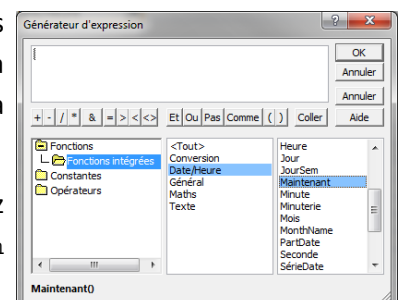 s
Générateur d'expression
n
OK
Annuler
Annuler
+ - / * & = > < <> Et Ou Pas Comme ( ) Coller Aide
Fonctions
Fonctions intégrées
Constantes
Opérateurs
<Tout>
Conversion
Date/Heure
Général
Maths
Texte
Heure
Jour
JourSem
Maintenant
Minute
Minuterie
Mois
MonthName
PartDate
Seconde
SérieDate
z
Maintenant()